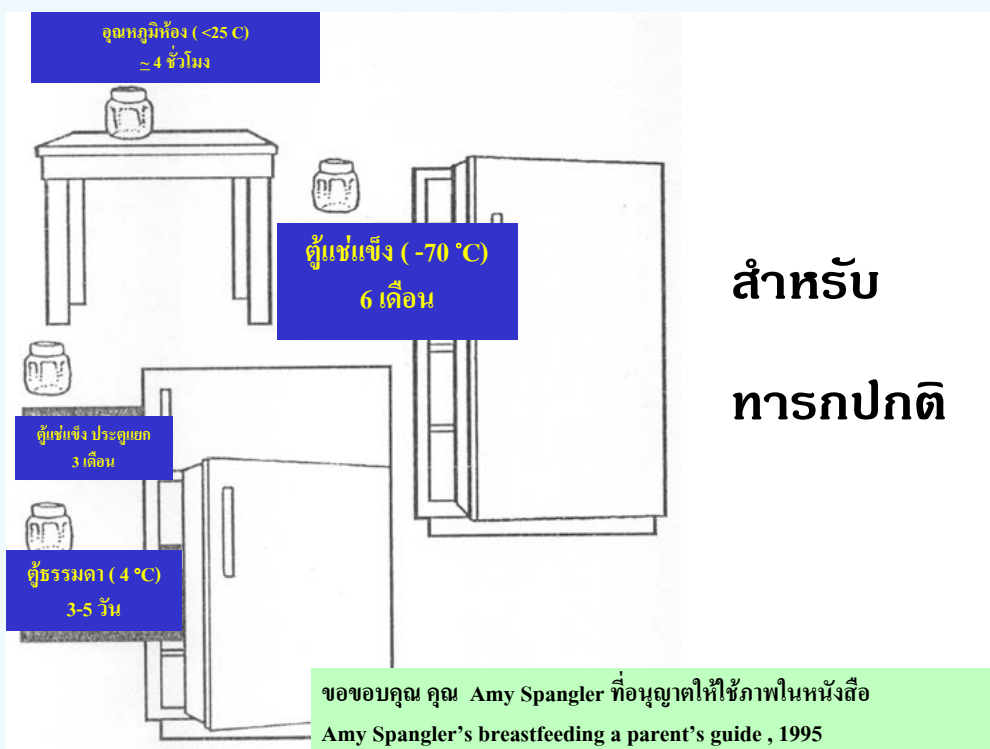 อุณหภูมิห้อง ( <25 C)
~ 4 ชั่วโมง
ตู้แช่แข็ง ( -70 °C)
6 เดือน
สำหรับ
ทารกปกติ
ตู้แช่แข็ง ประตูแยก
3 เดือน
ตู้ธรรมดา ( 4 °C)
3-5 วัน
ขอขอบคุณ คุณ Amy Spangler ที่อนุญาตให้ใช้ภาพในหนังสือ
Amy Spangler’s breastfeeding a parent’s guide , 1995